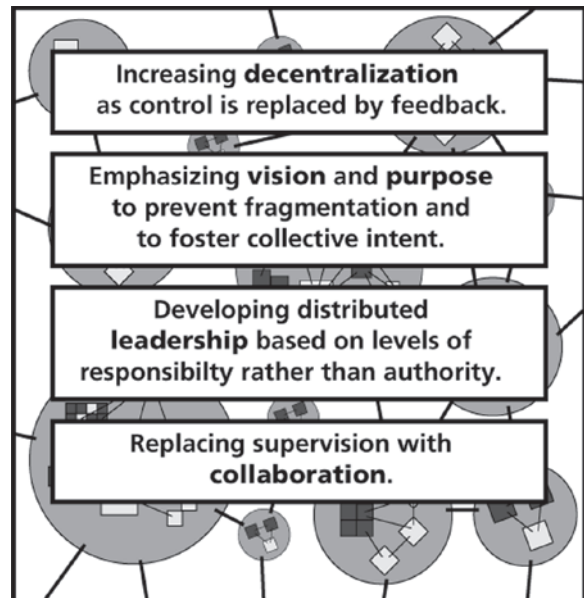 Increasing decentralization
as control is replaced by feedback.
Emphasizing vision and purpose
to prevent fragmentation and
to foster collective intent.
Developing distributed
leadership based on levels of
responsibilty rather than authority.
Replacing supervision with
collaboration.